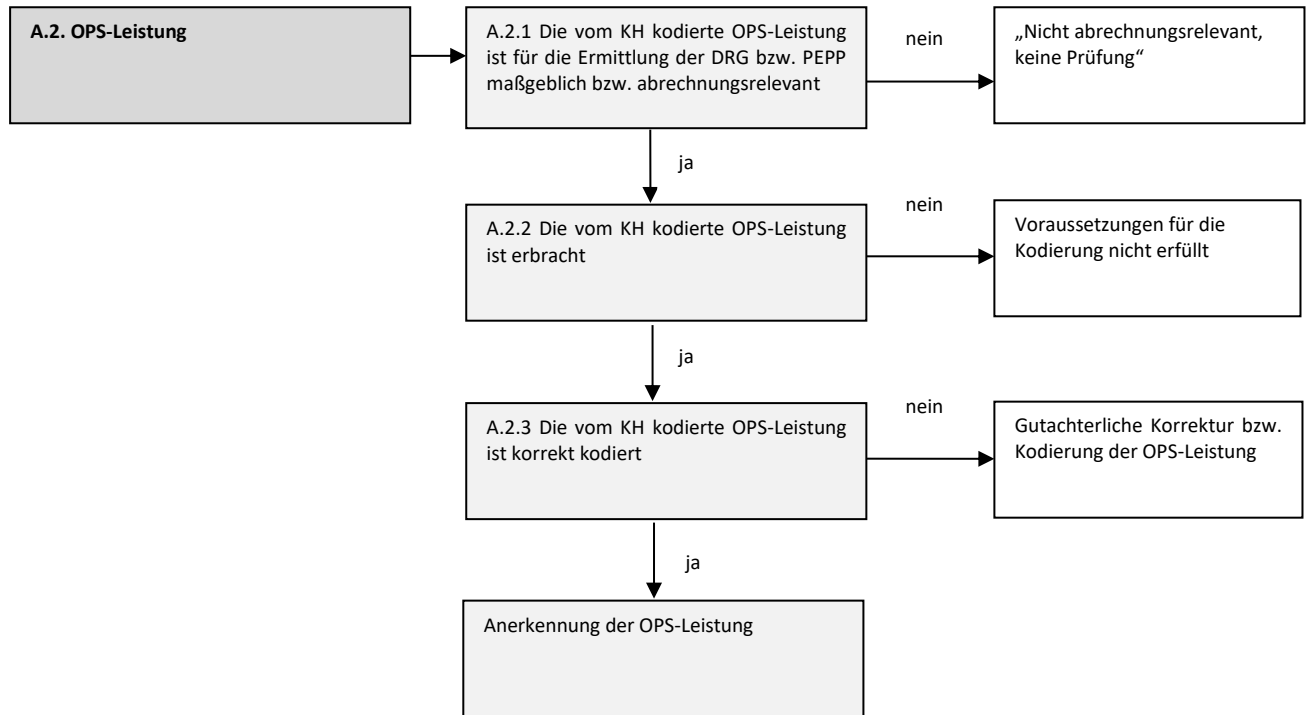 A.2. OPS-Leistung
A.2.1 Die vom KH kodierte OPS-Leistung
ist für die Ermittlung der DRG bzw. PEPP
maßgeblich bzw. abrechnungsrelevant
nein
„Nicht abrechnungsrelevant,
keine Prüfung“
ja
A.2.2 Die vom KH kodierte OPS-Leistung
ist erbracht
nein
Voraussetzungen für die
Kodierung nicht erfüllt
ja
A.2.3 Die vom KH kodierte OPS-Leistung
ist korrekt kodiert
nein
Gutachterliche Korrektur bzw.
Kodierung der OPS-Leistung
ja
Anerkennung der OPS-Leistung